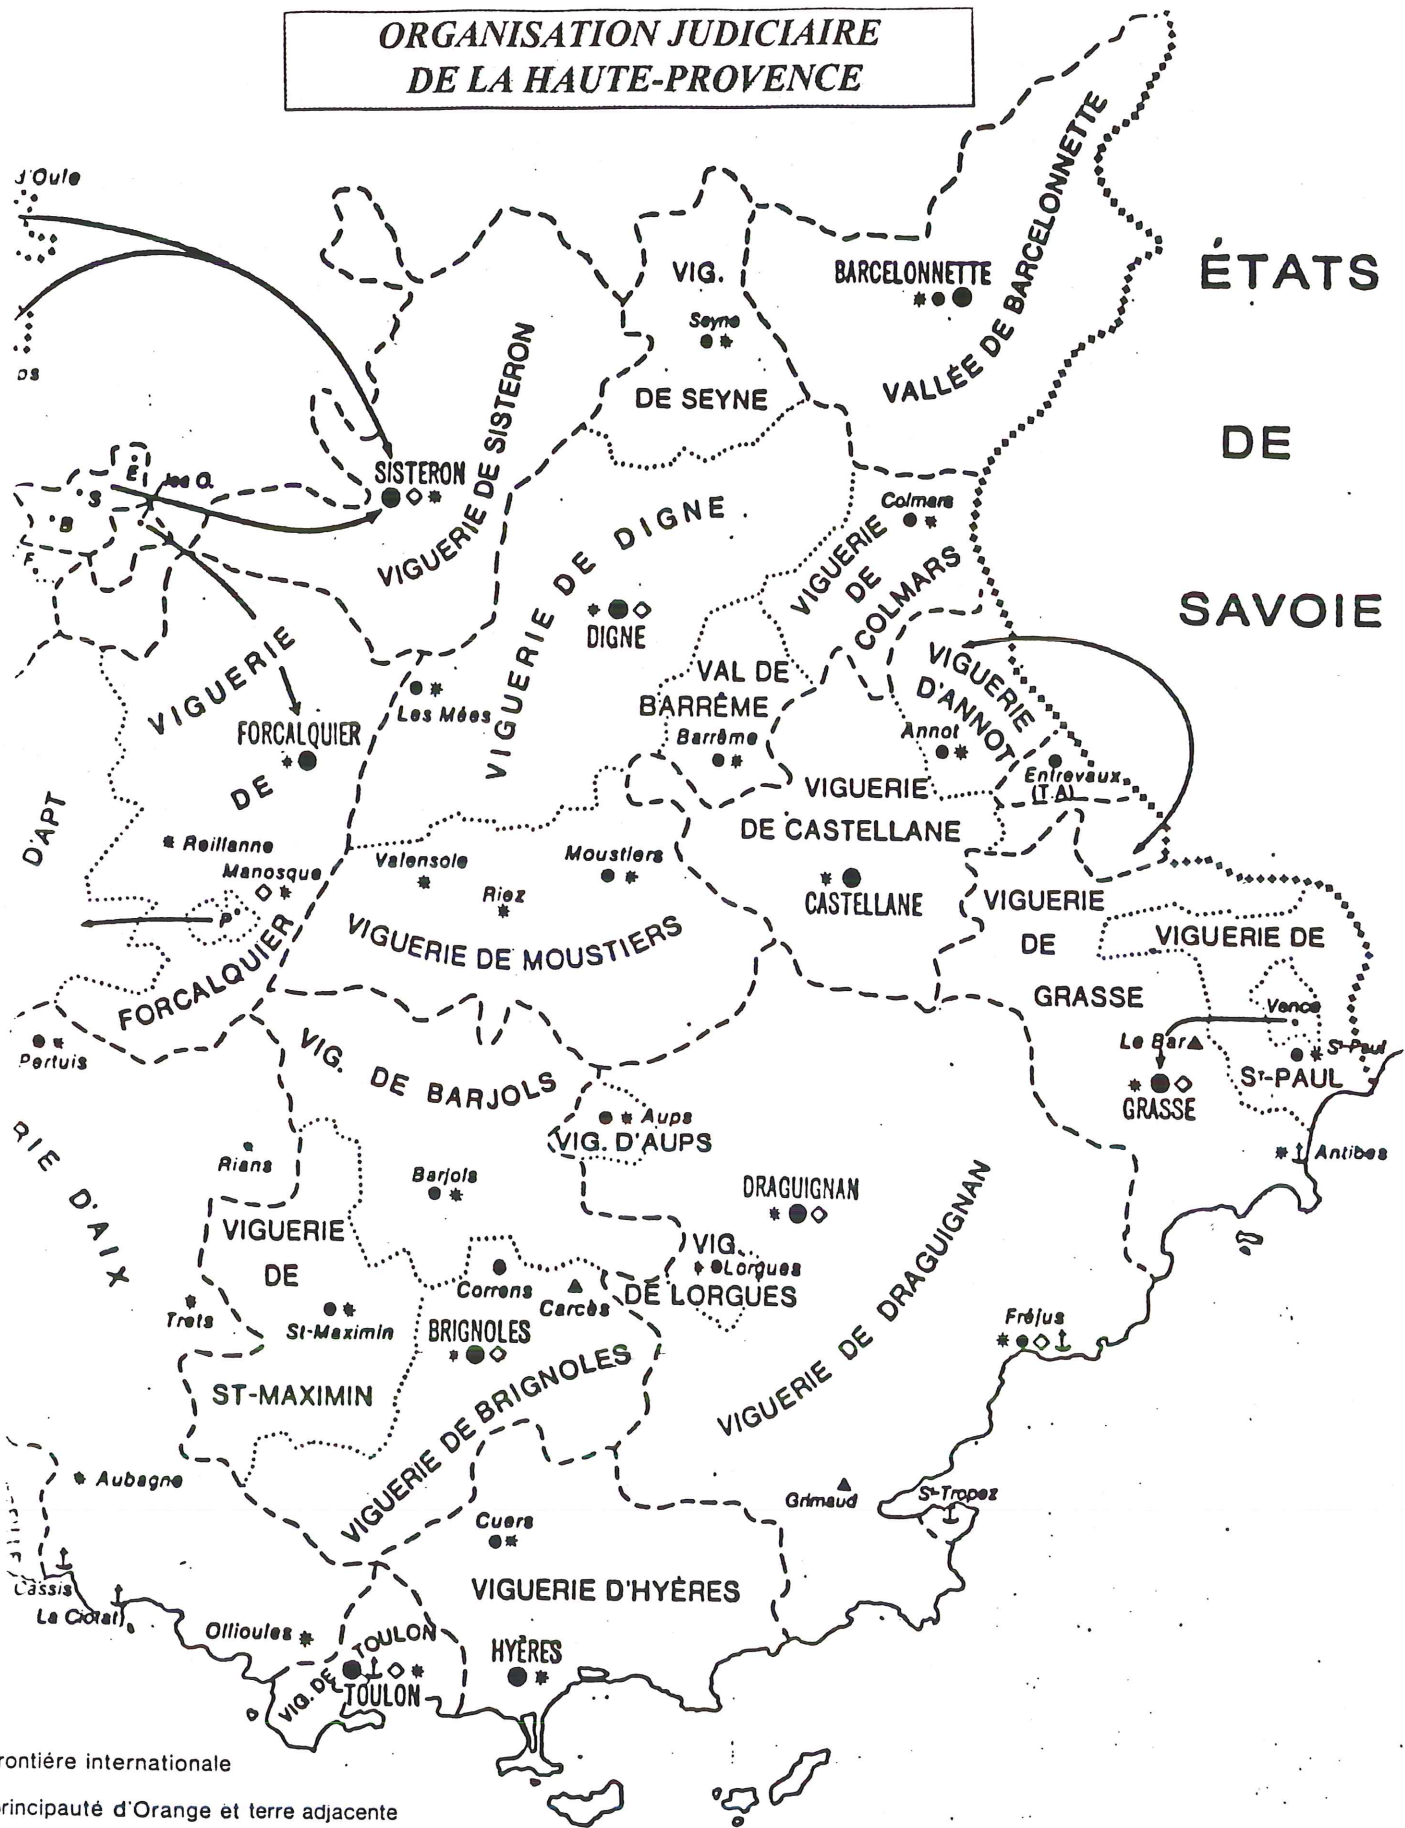 ORGANISATION JUDICIAIRE
DE LA HAUTE-PROVENCE
d'Oule
os
ÉTATS
DE
SAVOIE
BARCELONNETTE
VALLÉE DE BARCELONNETTE
VIG.
Seyne
DE SEYNE
SISTERON
VIGUERIE DE SISTERON
E
les O.
S
B
F.
VIGUERIE DE DIGNE
DIGNE
Colmars
VIGUERIE
DE
COLMARS
VIGUERIE
D'ANNOT
Annot
Entrevaux
(T.A)
VAL DE
BARRÊME
Barrême
Les Mées
VIGUERIE
FORCALQUIER
DE
Reillanne
Manosque
P
FORCALQUIER
D'APT
Valensole
Riez
Moustiers
VIGUERIE DE MOUSTIERS
VIGUERIE
DE CASTELLANE
CASTELLANE
VIGUERIE
DE
GRASSE
VIGUERIE DE
Vence
Le Bar
St-Paul
ST-PAUL
GRASSE
Antibes
Pertuis
VIG. DE BARJOLS
Aups
VIG. D'AUPS
RIE D'AIX
Rians
Barjols
DRAGUIGNAN
VIGUERIE
DE
VIG.
Lorgues
DE LORGUES
Correns
Carcès
Trets
St-Maximin
BRIGNOLES
ST-MAXIMIN
VIGUERIE DE BRIGNOLES
VIGUERIE DE DRAGUIGNAN
Fréjus
Aubagne
Grimaud
St-Tropez
Cuers
VIGUERIE D'HYÈRES
Cassis
La Ciotat
Ollioules
TOULON
VIG. DE
TOULON
HYÈRES
rontiére internationale
rincipauté d'Orange et terre adjacente